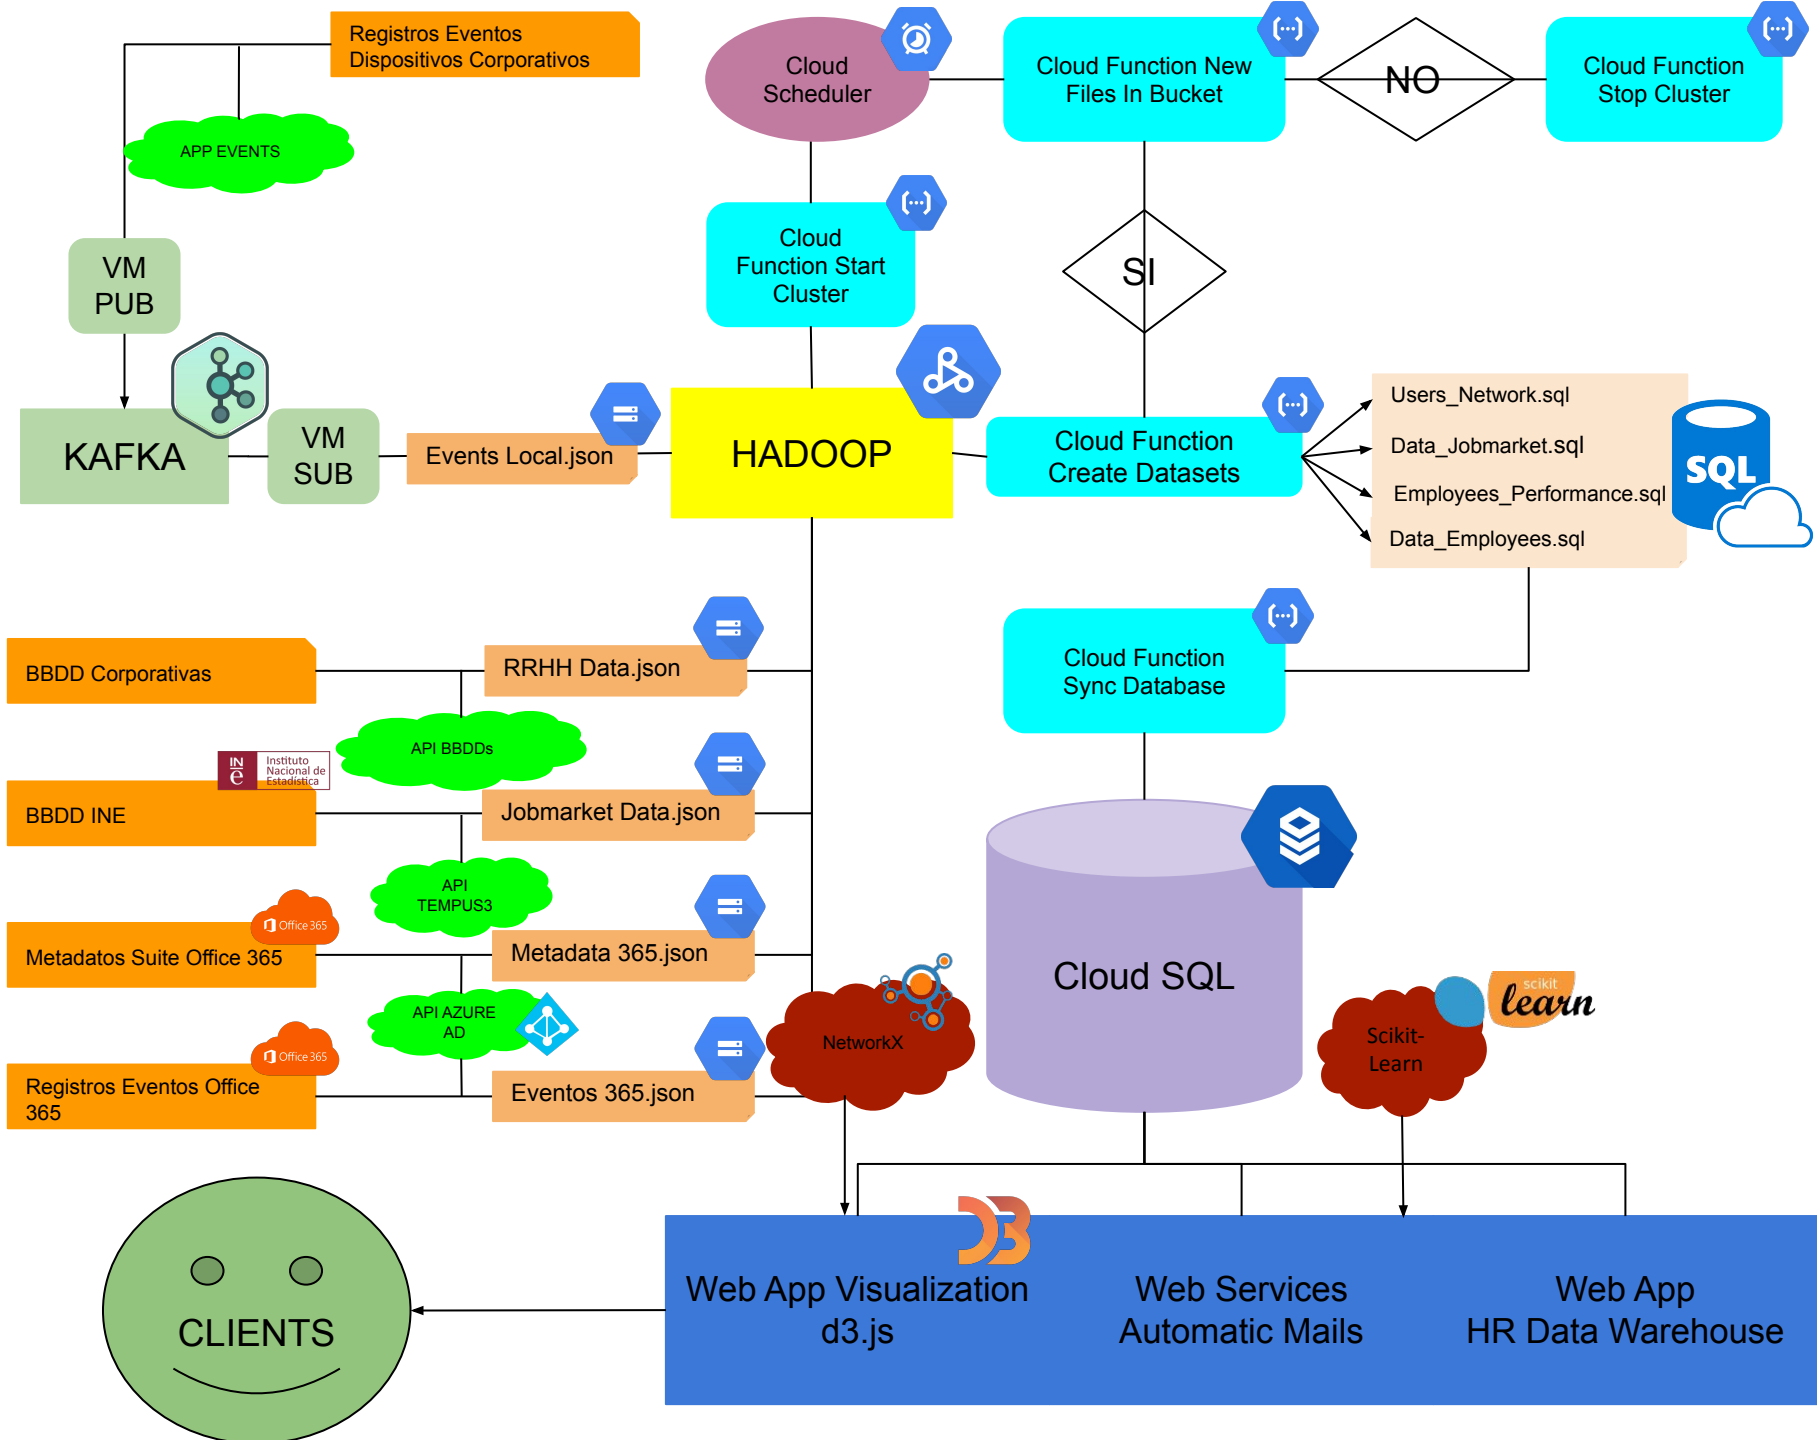 Registros Eventos
Dispositivos Corporativos
Cloud
Scheduler
Cloud Function New
Files In Bucket
NO
Cloud Function
Stop Cluster
APP EVENTS
VM
PUB
Cloud
Function Start
Cluster
SI
KAFKA
VM
SUB
Events Local.json
HADOOP
Cloud Function
Create Datasets
Users_Network.sql
Data_Jobmarket.sql
Employees_Performance.sql
Data_Employees.sql
SQL
BBDD Corporativas
RRHH Data.json
Cloud Function
Sync Database
API BBDDs
INe
Instituto
Nacional de
Estadística
BBDD INE
Jobmarket Data.json
API
TEMPUS3
Office 365
Metadatos Suite Office 365
Metadata 365.json
Cloud SQL
API AZURE
AD
NetworkX
scikit
learn
Scikit-
Learn
Office 365
Registros Eventos Office
365
Eventos 365.json
CLIENTS
Web App Visualization
d3.js
Web Services
Automatic Mails
Web App
HR Data Warehouse